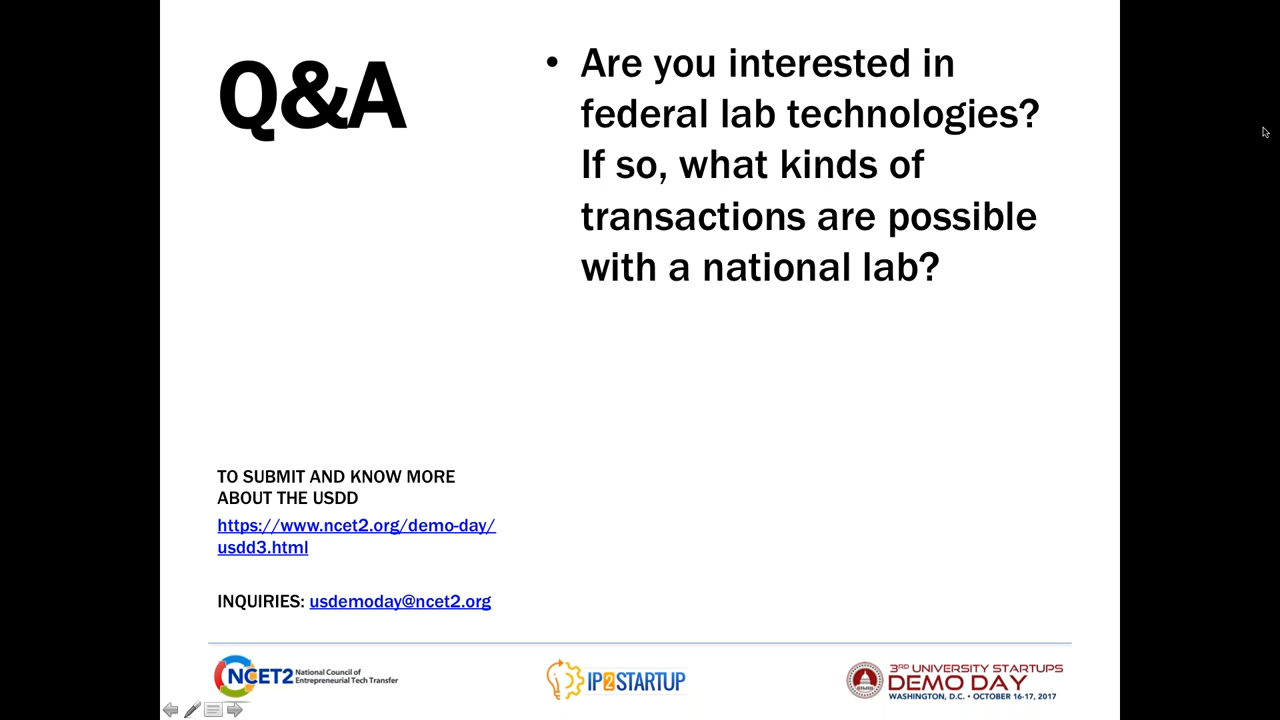 Q&A
• Are you interested in
federal lab technologies?
If so, what kinds of
transactions are possible
with a national lab?
TO SUBMIT AND KNOW MORE
ABOUT THE USDD
https://www.ncet2.org/demo-day/
usdd3.html
INQUIRIES: usdemoday@ncet2.org
NCET2 National Council of
Entrepreneurial Tech Transfer
IP2STARTUP
3RD UNIVERSITY STARTUPS
DEMO DAY
WASHINGTON, D.C. • OCTOBER 16-17, 2017